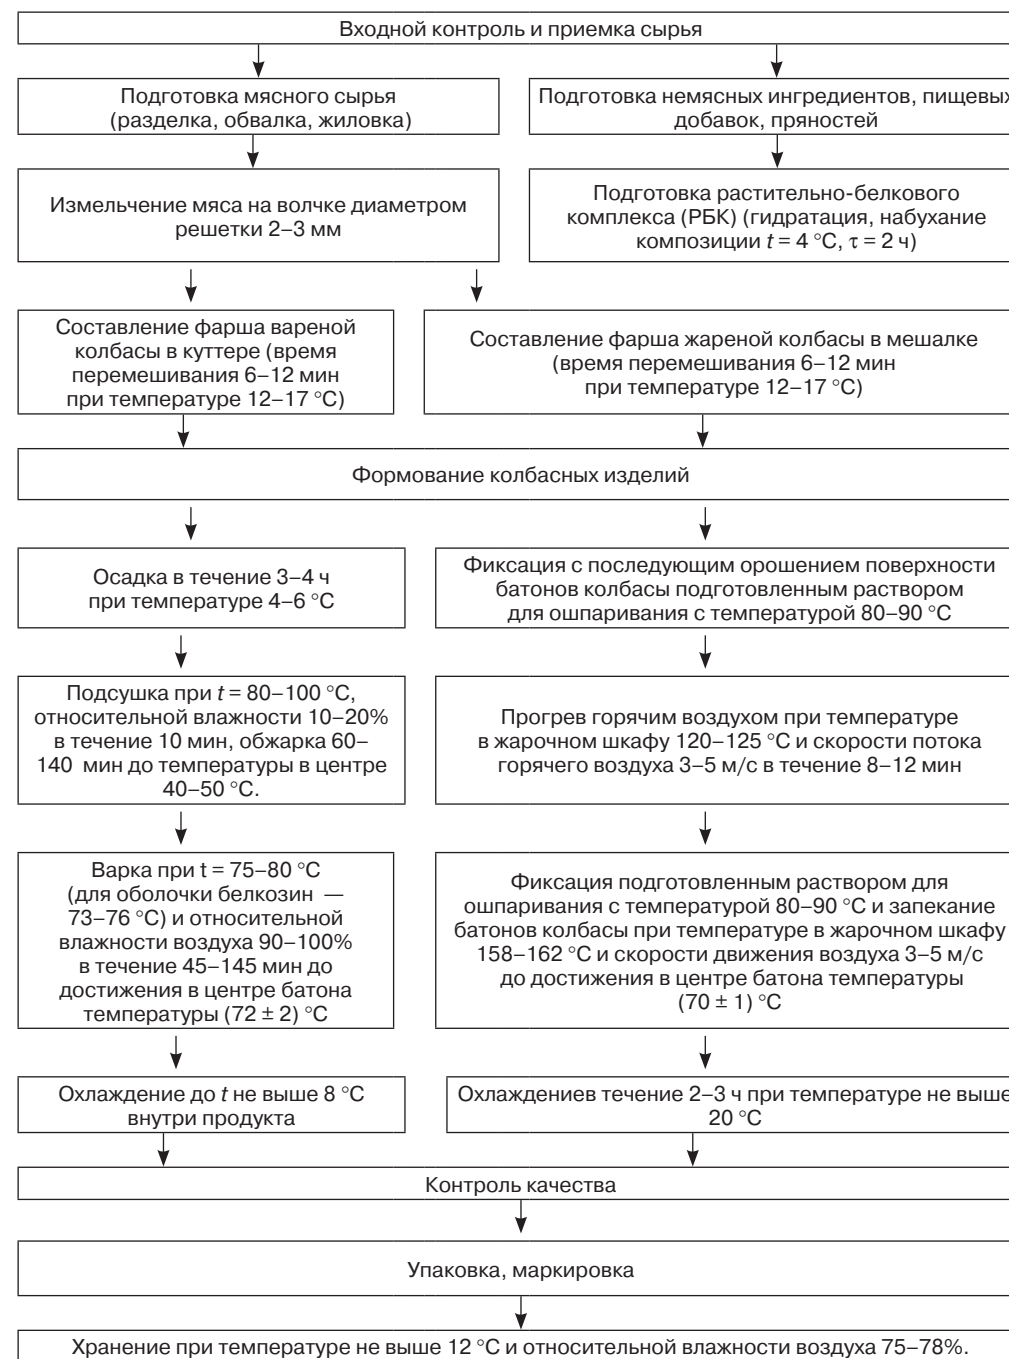 Входной контроль и приемка сырья
Подготовка мясного сырья
(разделка, обвалка, жиловка)
Подготовка немясных ингредиентов, пищевых
добавок, пряностей
Измельчение мяса на волчке диаметром
решетки 2–3 мм
Подготовка растительно-белкового
комплекса (РБК) (гидратация, набухание
композиции t = 4 °С, τ = 2 ч)
Составление фарша вареной
колбасы в куттере (время
перемешивания 6–12 мин
при температуре 12–17 °С)
Составление фарша жареной колбасы в мешалке
(время перемешивания 6–12 мин
при температуре 12–17 °С)
Формование колбасных изделий
Осадка в течение 3–4 ч
при температуре 4–6 °С
Фиксация с последующим орошением поверхности
батонов колбасы подготовленным раствором
для ошпаривания с температурой 80–90 °С
Подсушка при t = 80–100 °С,
относительной влажности 10–20%
в течение 10 мин, обжарка 60–
140 мин до температуры в центре
40–50 °С.
Прогрев горячим воздухом при температуре
в жарочном шкафу 120–125 °С и скорости потока
горячего воздуха 3–5 м/с в течение 8–12 мин
Варка при t = 75–80 °С
(для оболочки белкозин —
73–76 °С) и относительной
влажности воздуха 90–100%
в течение 45–145 мин до
достижения в центре батона
температуры (72 ± 2) °С
Фиксация подготовленным раствором для
ошпаривания с температурой 80–90 °С и запекание
батонов колбасы при температуре в жарочном шкафу
158–162 °С и скорости движения воздуха 3–5 м/с
до достижения в центре батона температуры
(70 ± 1) °С
Охлаждение до t не выше 8 °С
внутри продукта
Охлаждениев течение 2–3 ч при температуре не выше
20 °С
Контроль качества
Упаковка, маркировка
Хранение при температуре не выше 12 °С и относительной влажности воздуха 75–78%.